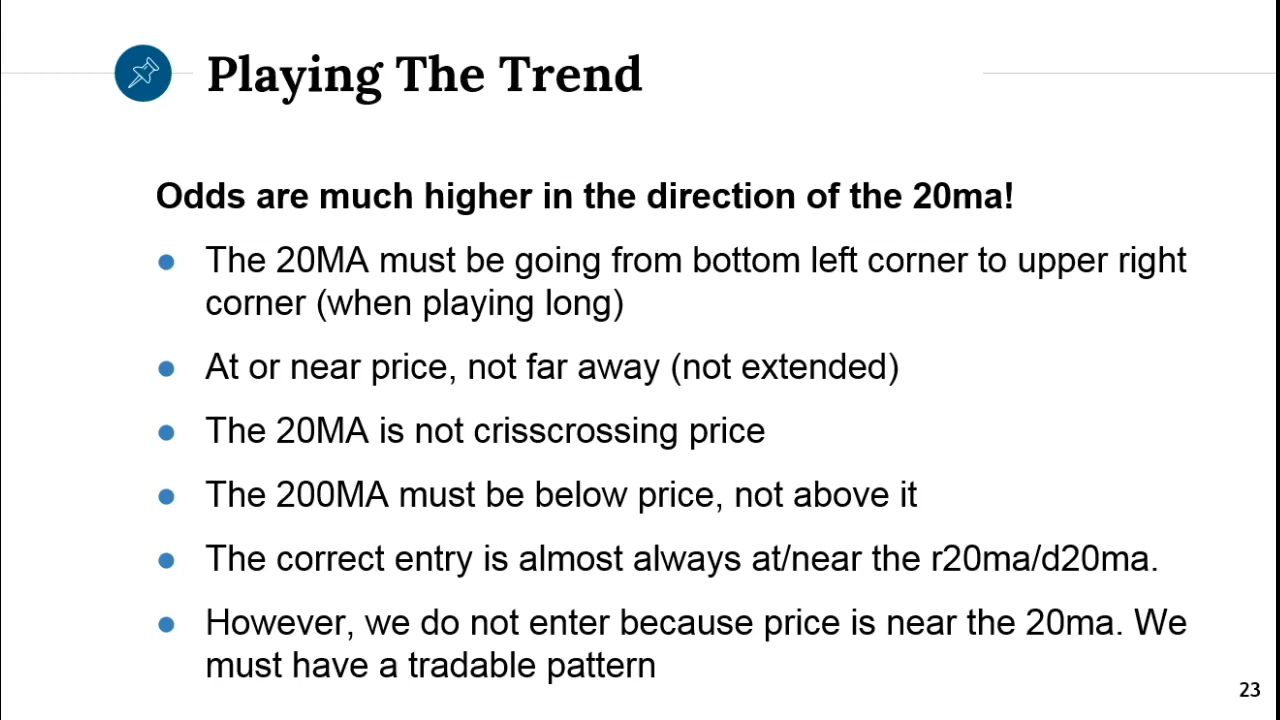 Playing The Trend
Odds are much higher in the direction of the 20ma!
● The 20MA must be going from bottom left corner to upper right
corner (when playing long)
● At or near price, not far away (not extended)
● The 20MA is not crisscrossing price
● The 200MA must be below price, not above it
● The correct entry is almost always at/near the r20ma/d20ma.
● However, we do not enter because price is near the 20ma. We
must have a tradable pattern
23